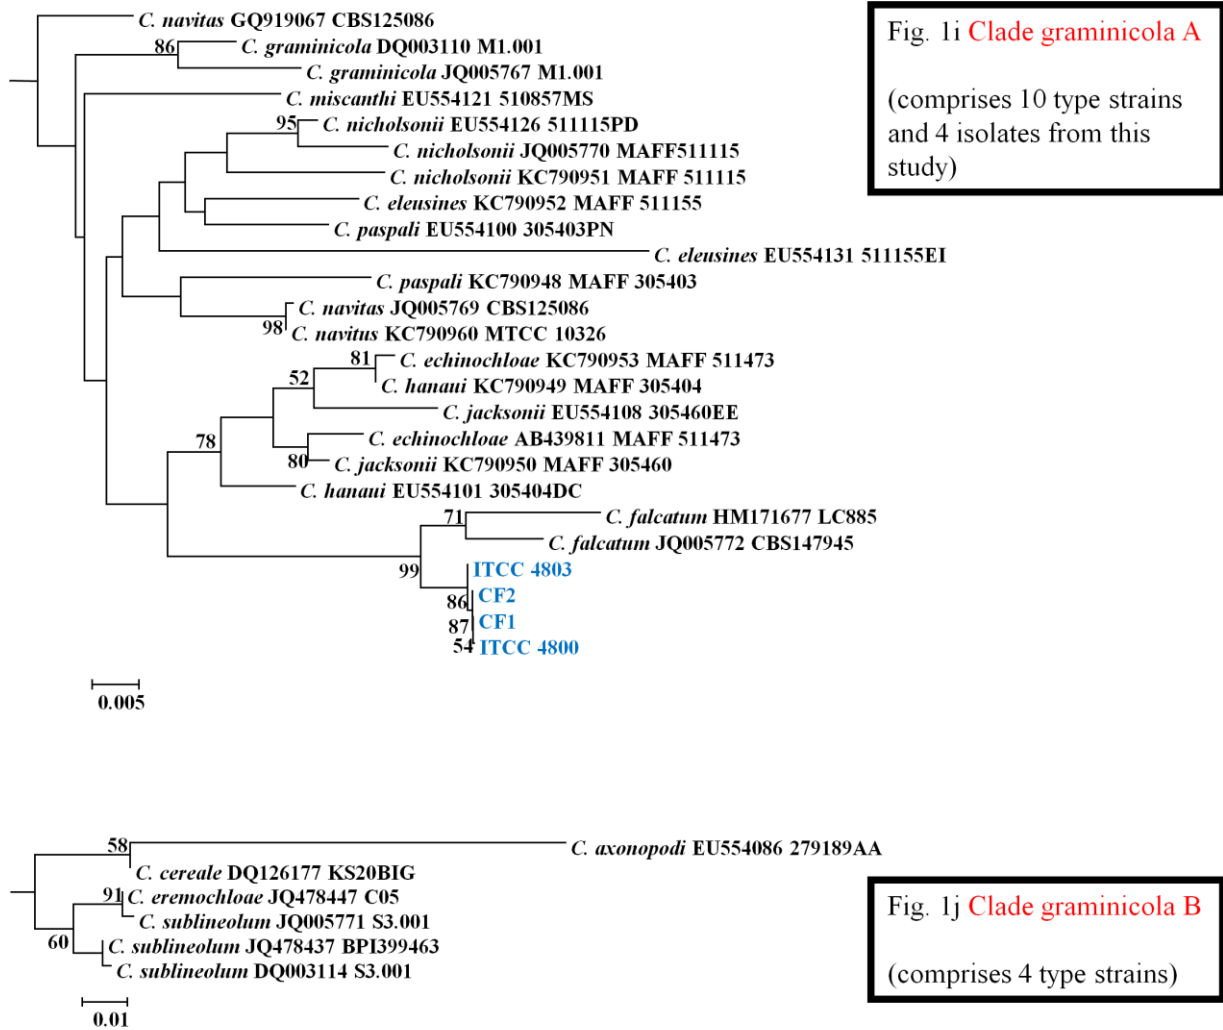 C. navitas GQ919067 CBS125086
86
C. graminicola DQ003110 M1.001
C. graminicola JQ005767 M1.001
C. miscanthi EU554121 510857MS
95
C. nicholsonii EU554126 511115PD
C. nicholsonii JQ005770 MAFF511115
C. nicholsonii KC790951 MAFF 511115
C. eleusines KC790952 MAFF 511155
C. paspali EU554100 305403PN
C. eleusines EU554131 511155EI
C. paspali KC790948 MAFF 305403
C. navitas JQ005769 CBS125086
98
C. navitus KC790960 MTCC 10326
81
C. echinochloae KC790953 MAFF 511473
52
C. hanaui KC790949 MAFF 305404
C. jacksonii EU554108 305460EE
78
C. echinochloae AB439811 MAFF 511473
80
C. jacksonii KC790950 MAFF 305460
C. hanaui EU554101 305404DC
71
C. falcatum HM171677 LC885
C. falcatum JQ005772 CBS147945
99
ITCC 4803
86
CF2
87
CF1
54
ITCC 4800
0.005
Fig. 1i Clade graminicola A
(comprises 10 type strains
and 4 isolates from this
study)
58
C. axonopodi EU554086 279189AA
C. cereale DQ126177 KS20BIG
91
C. eremochloae JQ478447 C05
C. sublineolum JQ005771 S3.001
60
C. sublineolum JQ478437 BPI399463
C. sublineolum DQ003114 S3.001
0.01
Fig. 1j Clade graminicola B
(comprises 4 type strains)